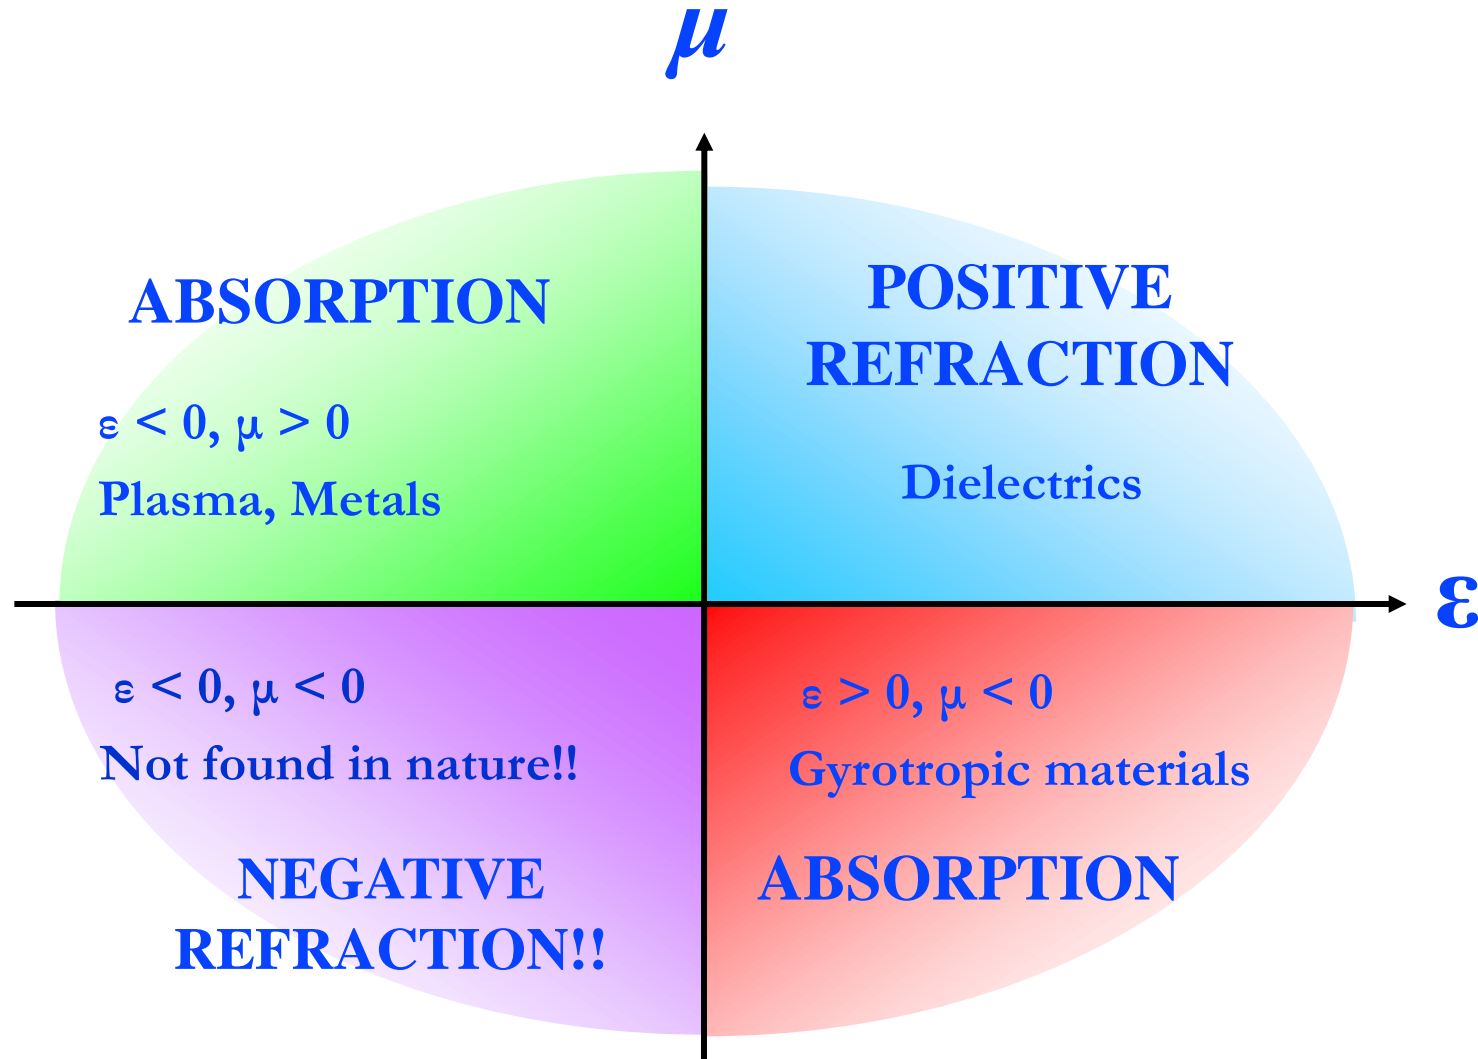 μ
ABSORPTION
ε < 0, μ > 0
Plasma, Metals
POSITIVE
REFRACTION
Dielectrics
ε
ε < 0, μ < 0
Not found in nature!!
NEGATIVE
REFRACTION!!
ε > 0, μ < 0
Gyrotropic materials
ABSORPTION